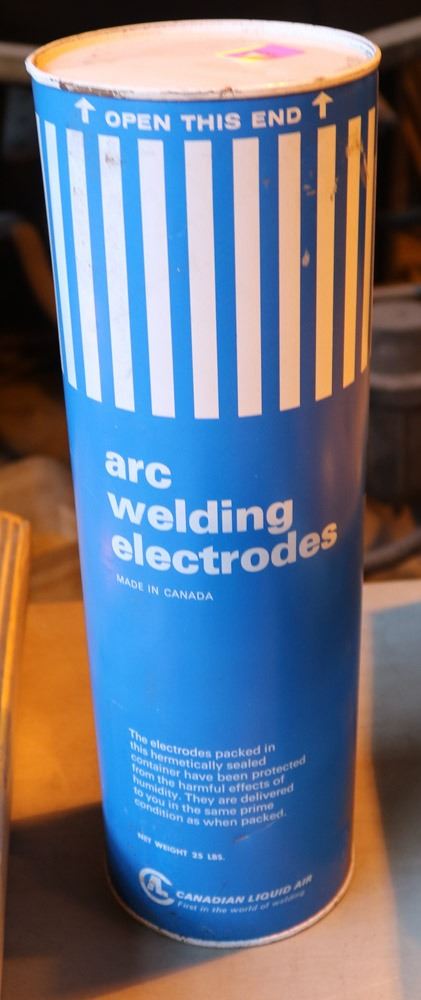 ↑ OPEN THIS END ↑
arc
welding
electrodes
MADE IN CANADA
The electrodes packed in
this hermetically sealed
container have been protected
from the harmful effects of
humidity. They are delivered
to you in the same prime
condition as when packed.
NET WEIGHT 25 LBS.
CANADIAN LIQUID AIR
First in the world of welding